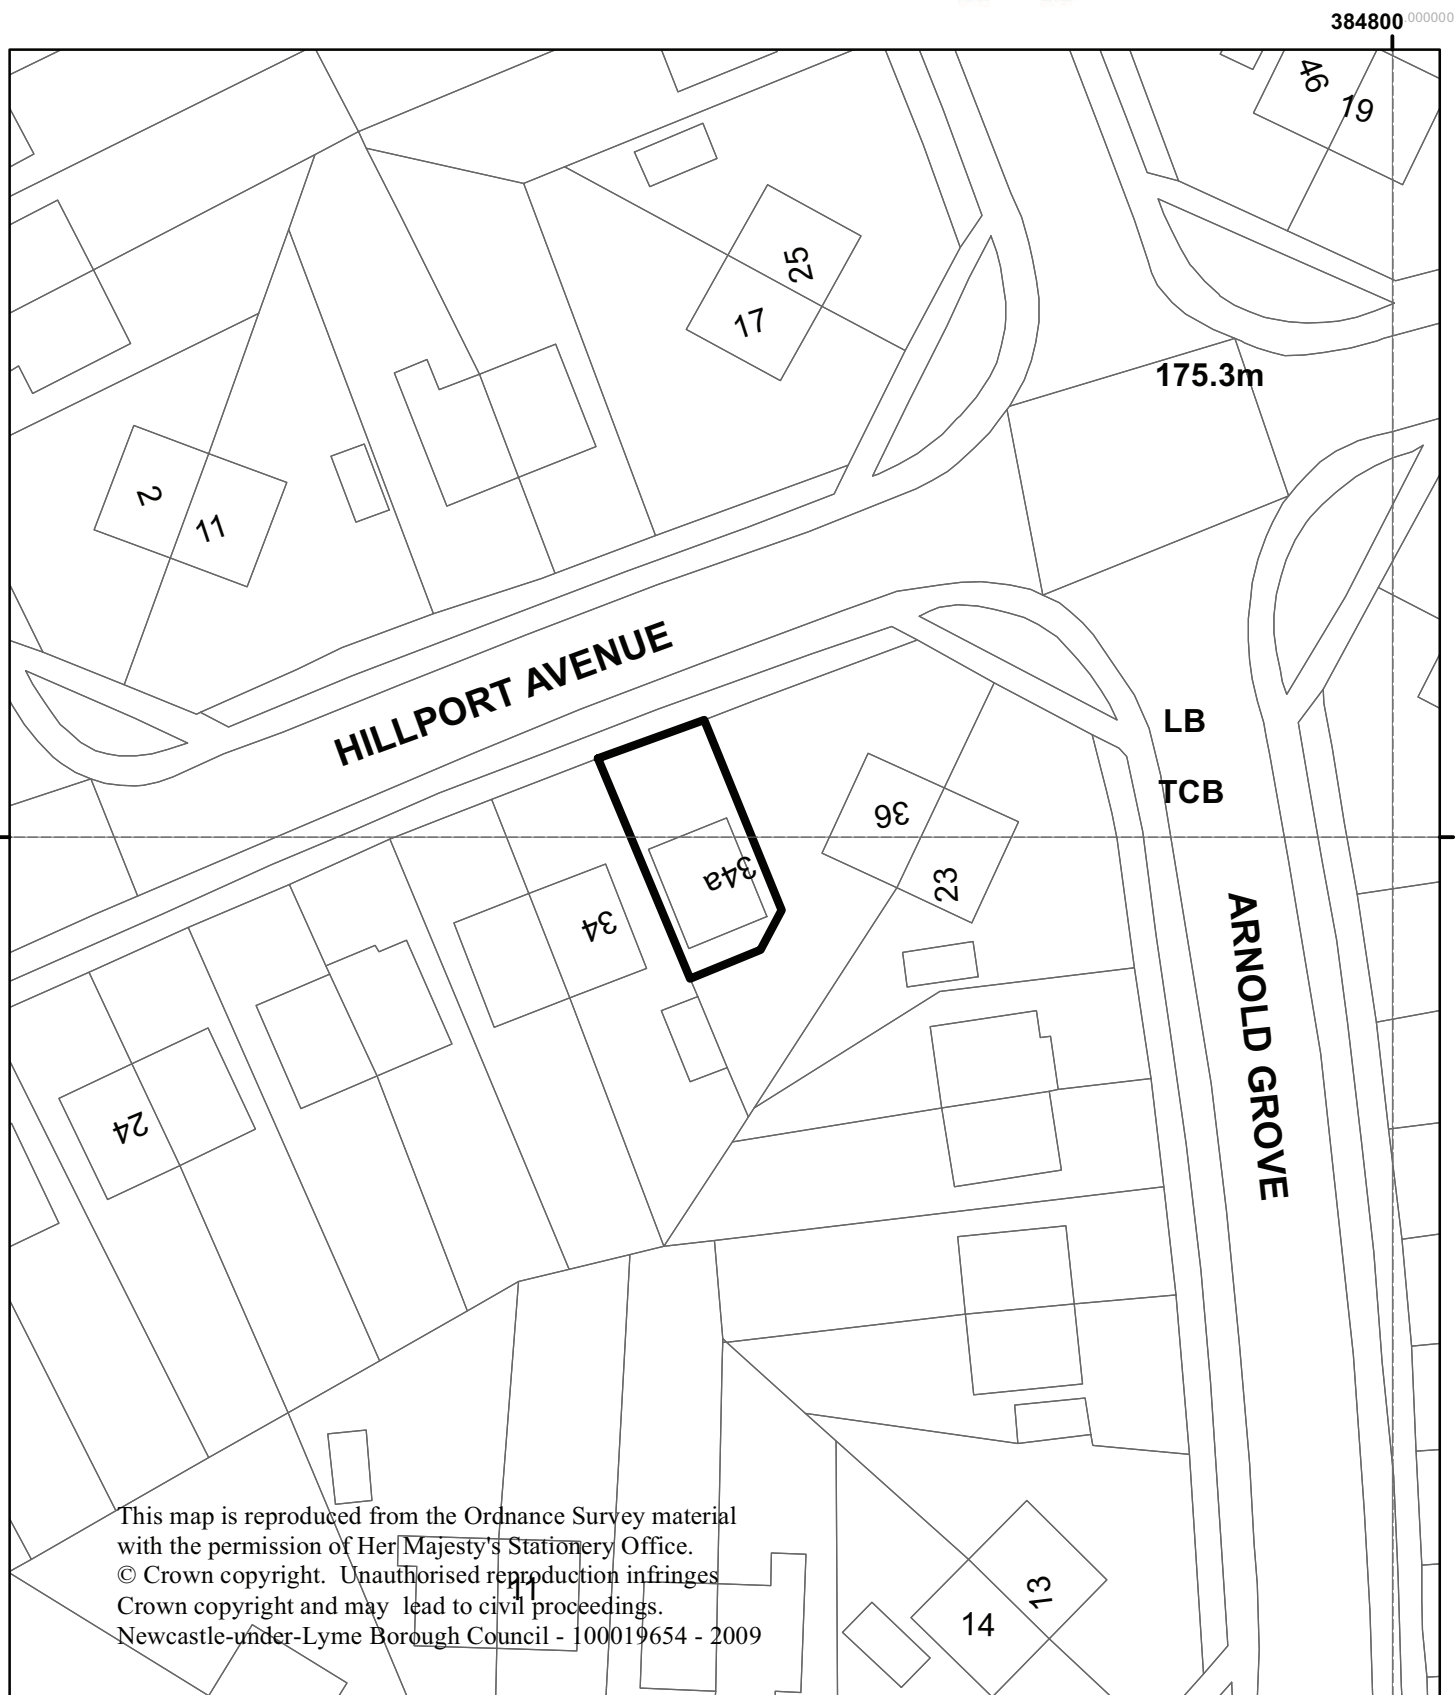 384800.000000
46
19
25
17
175.3m
2
11
HILLPORT AVENUE
LB
TCB
36
34a
23
34
ARNOLD GROVE
24
This map is reproduced from the Ordnance Survey material
with the permission of Her Majesty's Stationery Office.
© Crown copyright. Unauthorised reproduction infringes
11
Crown copyright and may lead to civil proceedings.
Newcastle-under-Lyme Borough Council - 100019654 - 2009
13
14